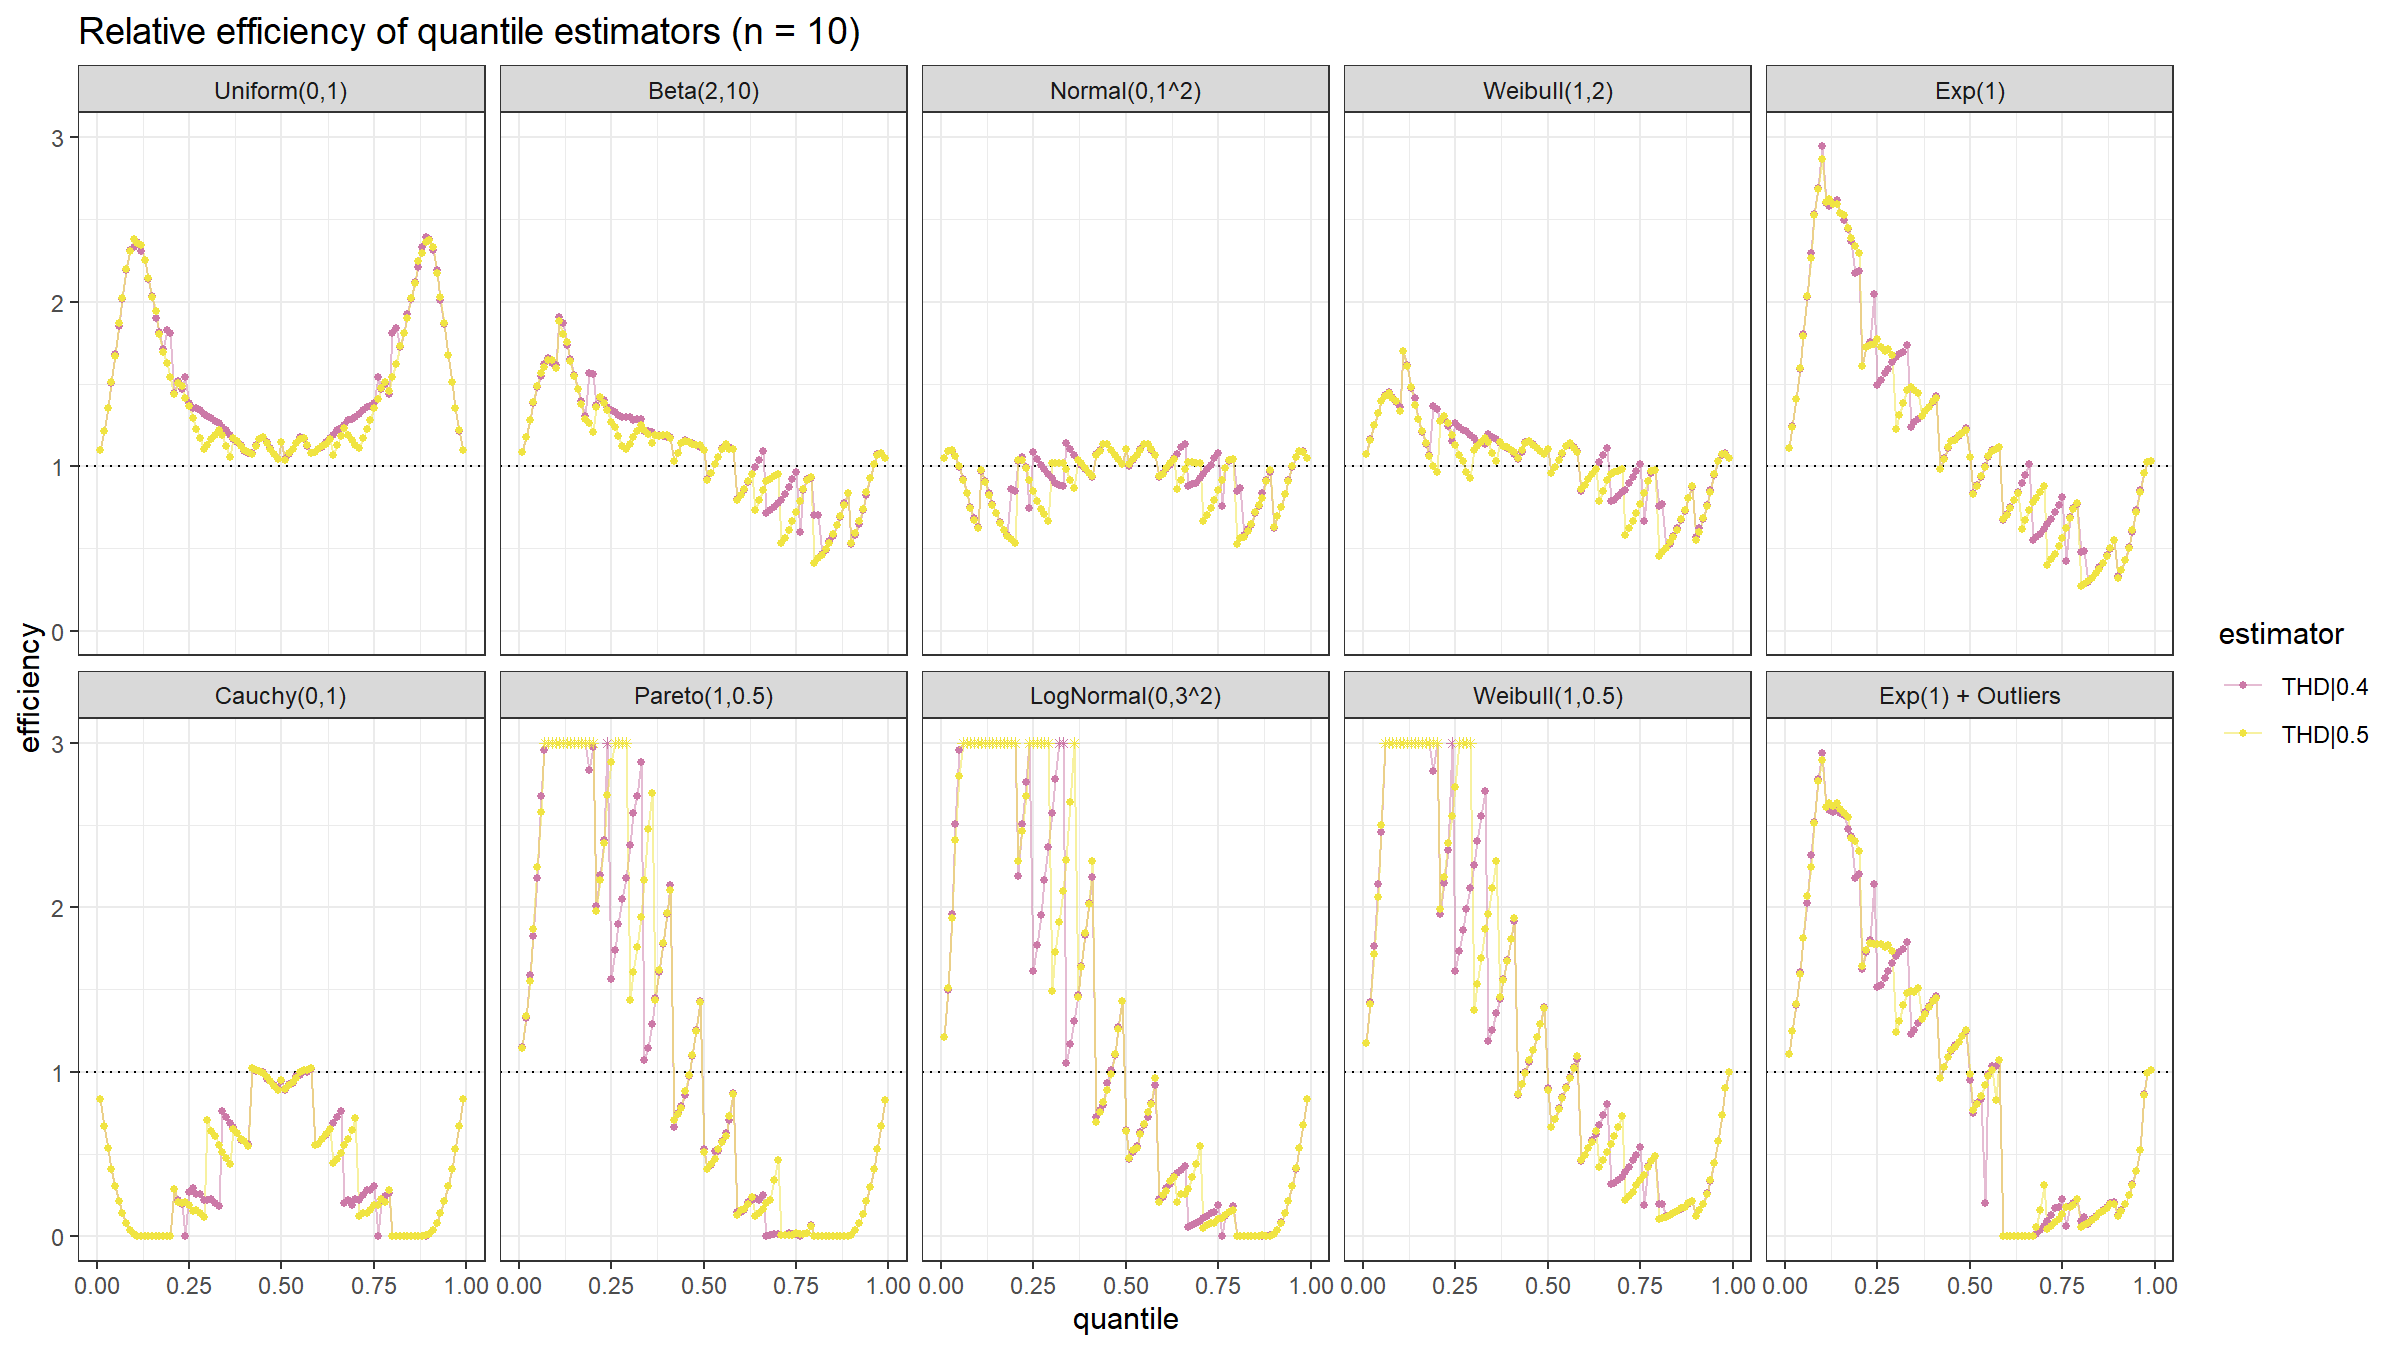 Relative efficiency of quantile estimators (n = 10)
Uniform(0,1) Beta(2,10) Normal(0,1^2) Weibull(1,2) Exp(1)
3
2
1
0
efficiency
Cauchy(0,1) Pareto(1,0.5) LogNormal(0,3^2) Weibull(1,0.5) Exp(1) + Outliers
3
2
1
0
0.00 0.25 0.50 0.75 1.00 0.00 0.25 0.50 0.75 1.00 0.00 0.25 0.50 0.75 1.00 0.00 0.25 0.50 0.75 1.00 0.00 0.25 0.50 0.75 1.00
quantile
estimator
THD|0.4
THD|0.5